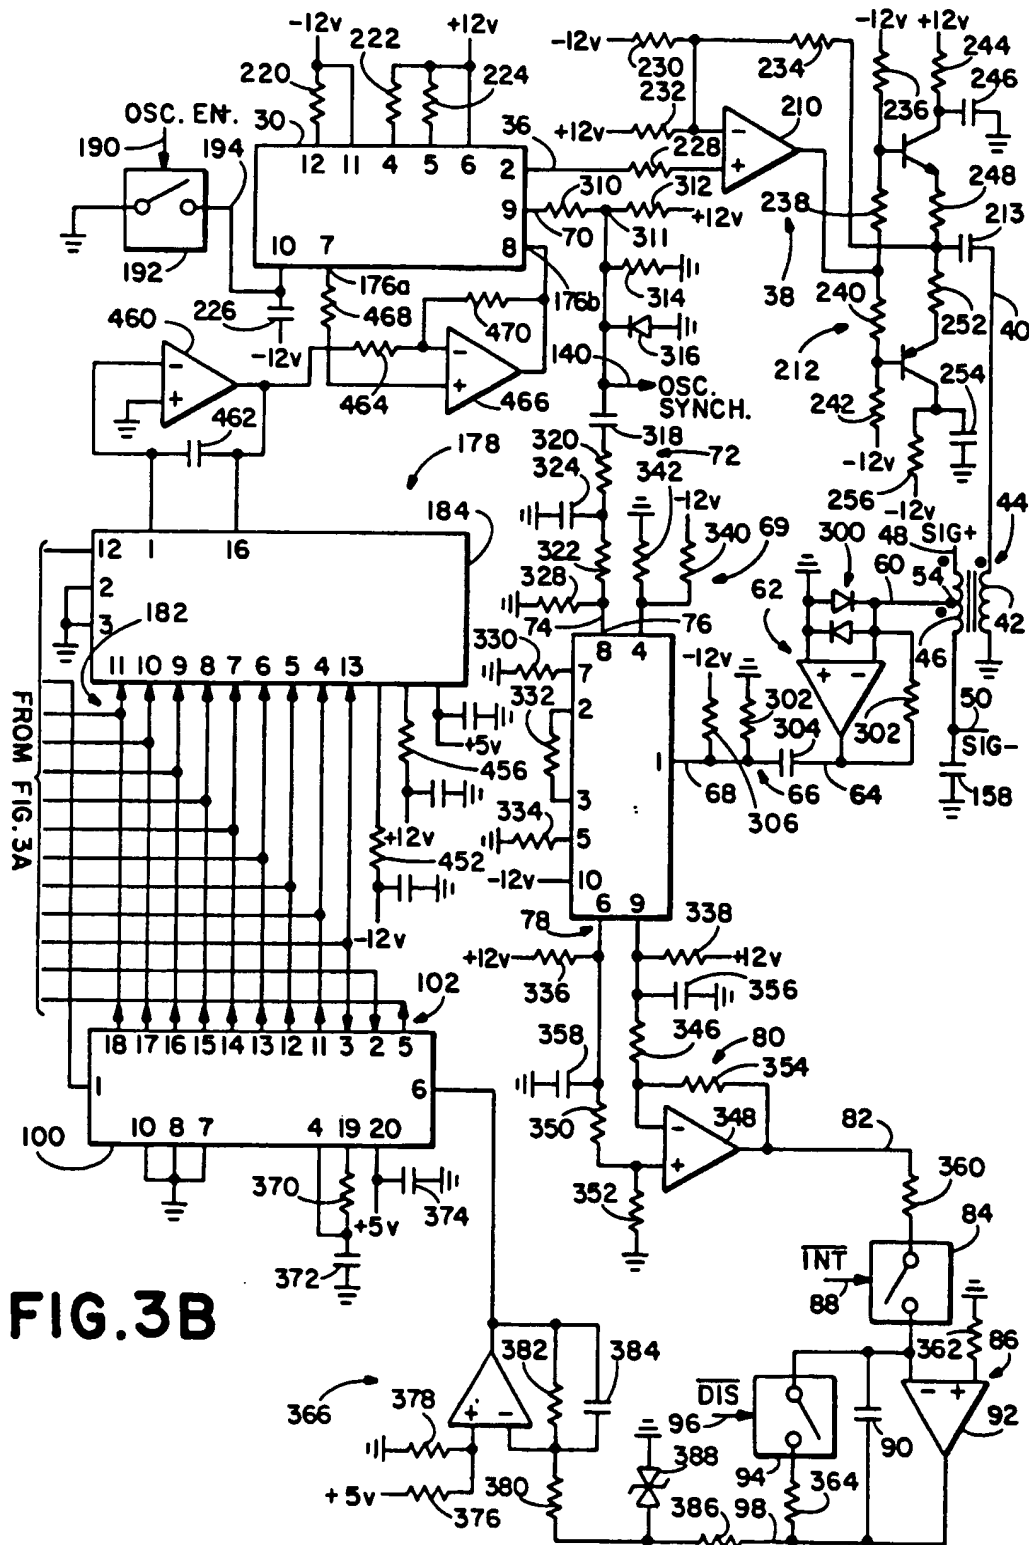 -12v 222 +12v -12v -12v +12v
220 224 230 234 244
30 232 236 246
OSC. EN. +12v 210
190 194 36 228
12 11 4 5 6 2
310 312 248
9 +12v 238 213
10 7 8 70 311
192 176a 176b 314 38
226 468 470 240 252 40
460 -12v 316 212
140 OSC. SYNCH. 254
464 466 242
462 318 -12v
178 320 72 256
324 342 -12v -12v 44
184 48 SIG+
12 1 16 340 300
322 69 60 54
2 328 62 42
3 74 76 46
182 330 8 4 -12v
11 10 9 8 7 6 5 4 13 7
332 2 302 50
+5v 304 302 SIG-
456 1
3 68 66 64 158
334 306
FROM FIG.3A
+12v 5
452 -12v 10
6 9
-12v 78 338
+12v +12v
336 356
102 358 346 80
18 17 16 15 14 13 12 11 3 2 5 354
1 6
350 348 82
100 10 8 7 4 19 20 360
370 374 352
+5v 84
372 INT
88
FIG.3B 362 86
382 384
366 378 DIS
96 92
388 90
+5v 380 94 364
376 386 98